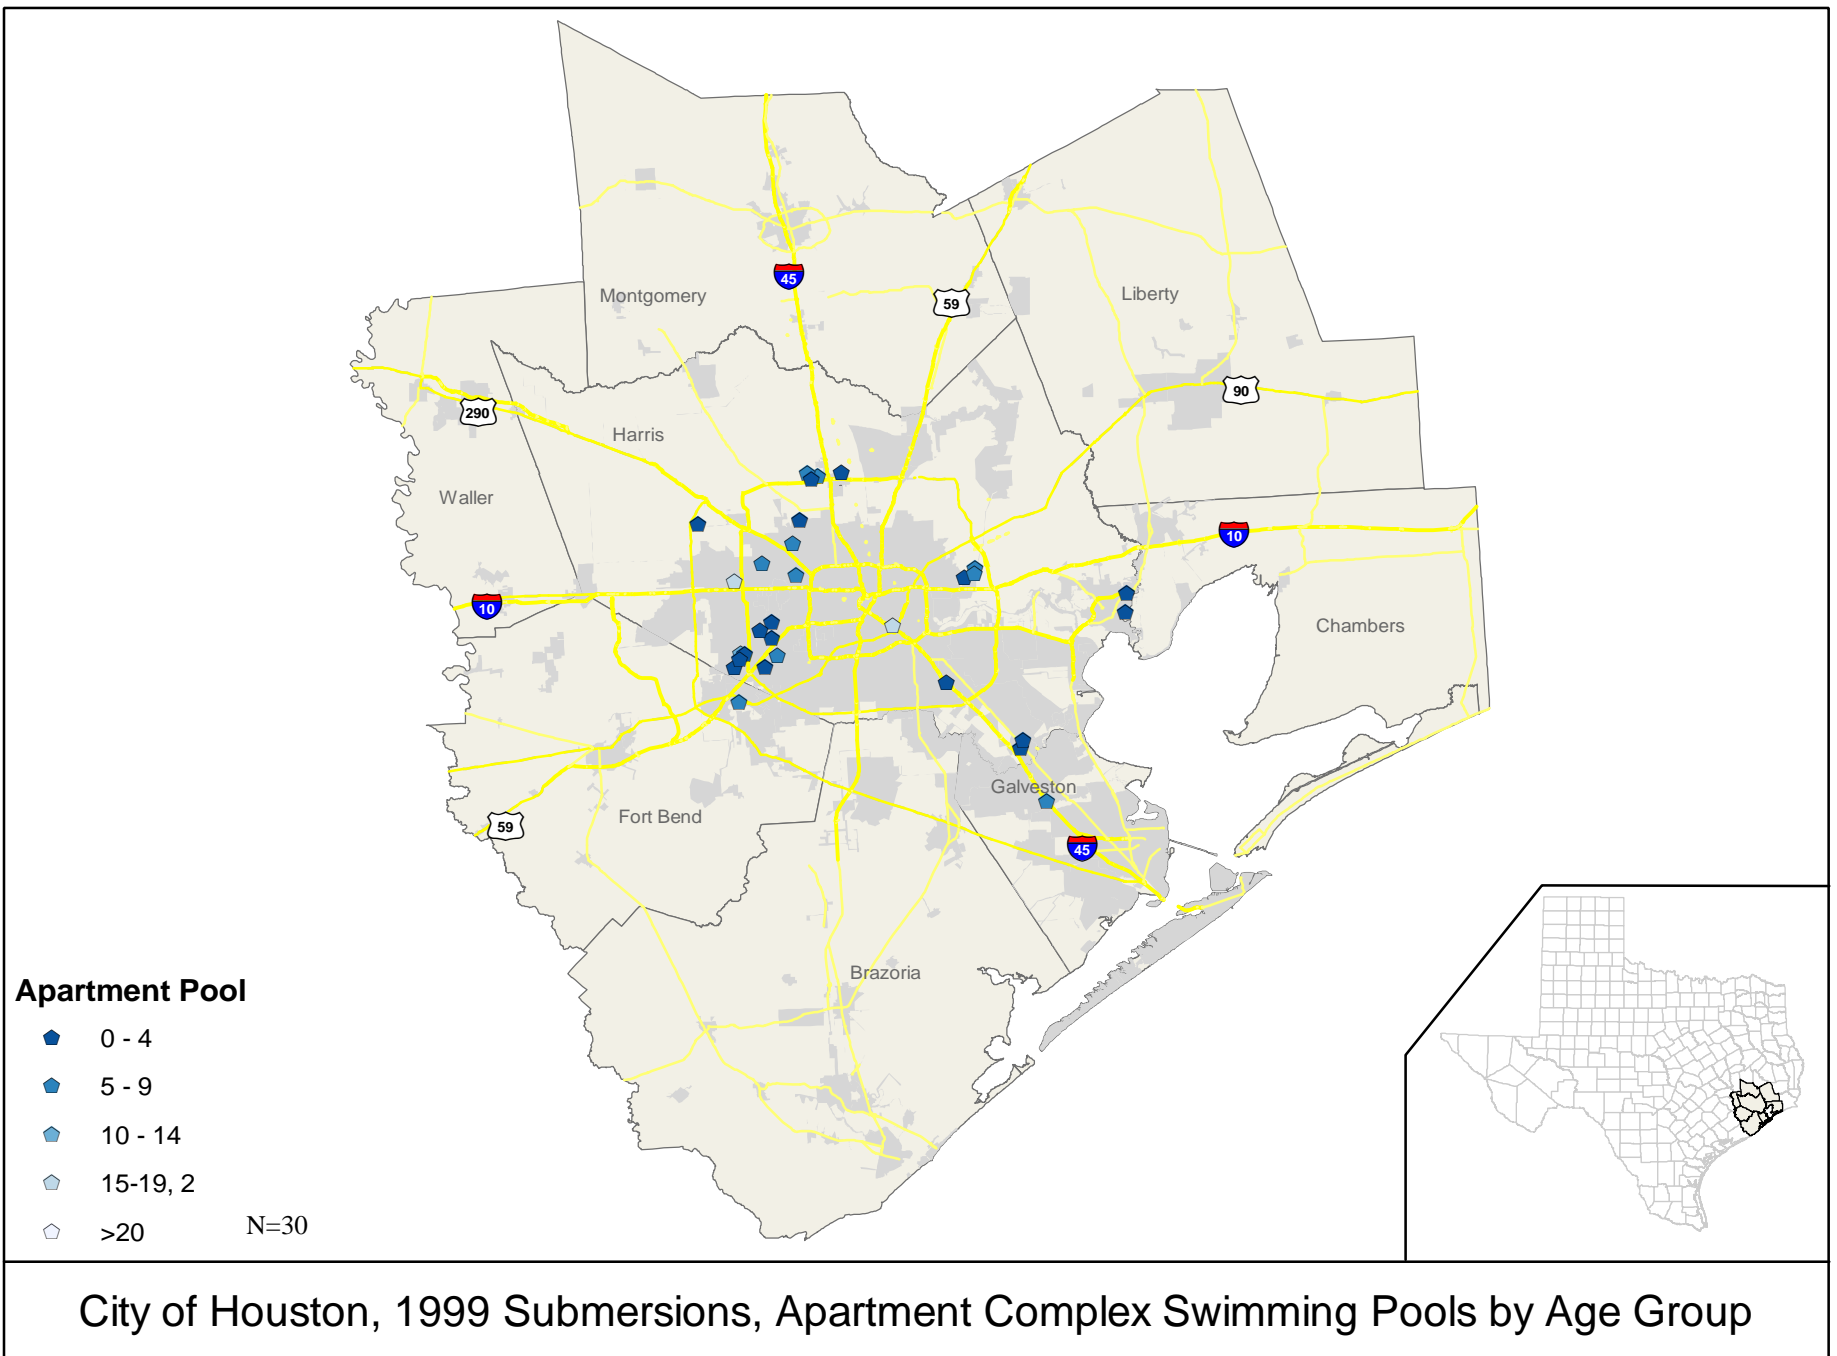 45
Montgomery
59
Liberty
290
90
Harris
Waller
10
10
Chambers
Galveston
Fort Bend
59
45
Brazoria
Apartment Pool
0 - 4
5 - 9
10 - 14
15-19, 2
>20
N=30
City of Houston, 1999 Submersions, Apartment Complex Swimming Pools by Age Group